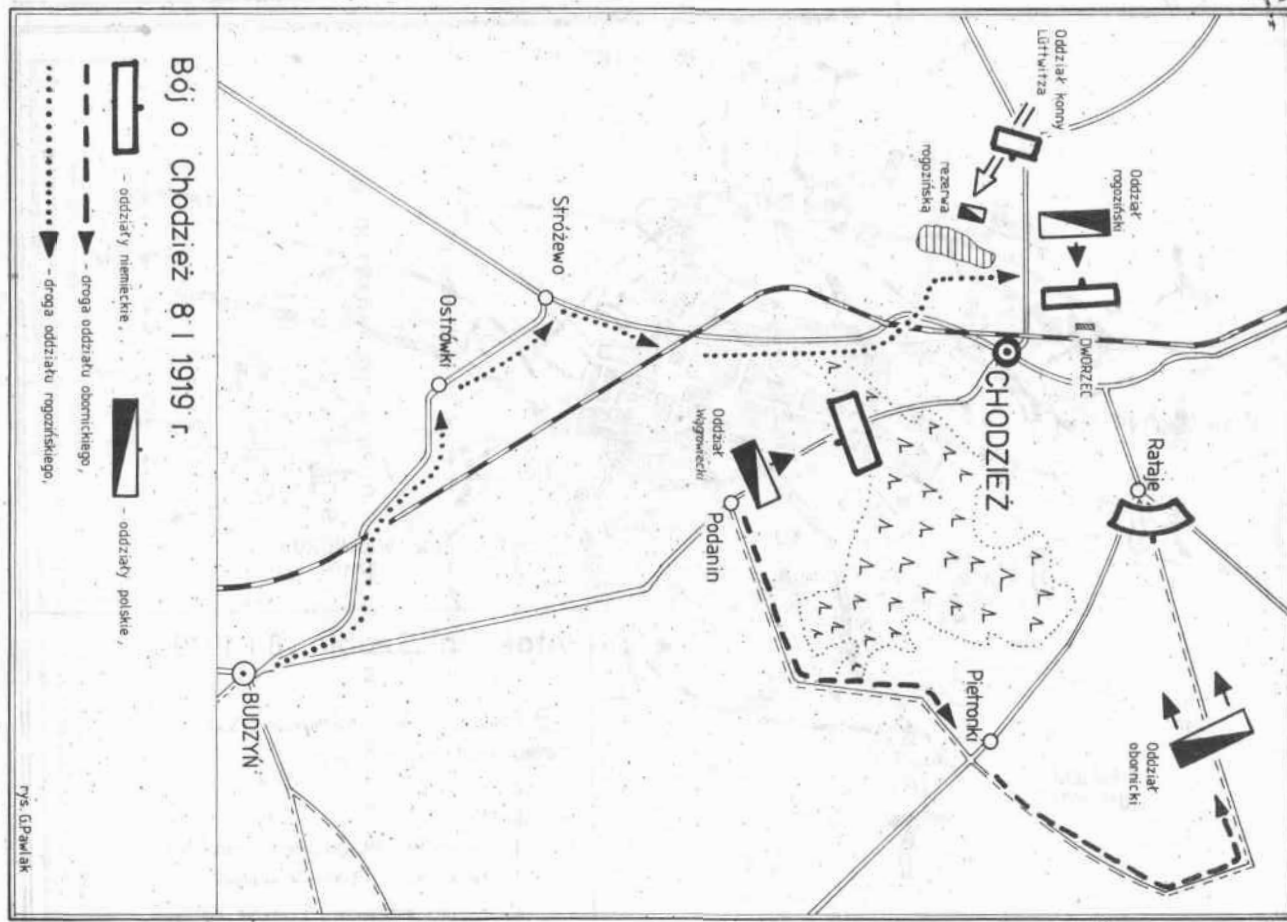 Oddział konny
Lüttwitza
Oddział
rogoziński
rezerwa
rogozińska
DWORZEC
CHODZIEŻ
Rataje
Stróżewo
Ostrówki
Oddział
wągrowiecki
Podanin
Pietronki
Oddział
obornicki
BUDZYŃ
Bój o Chodzież 8 I 1919 r.
- oddziały niemieckie,
- oddziały polskie,
- droga oddziału obornickiego,
- droga oddziału rogozińskiego,
rys. G.Pawlak